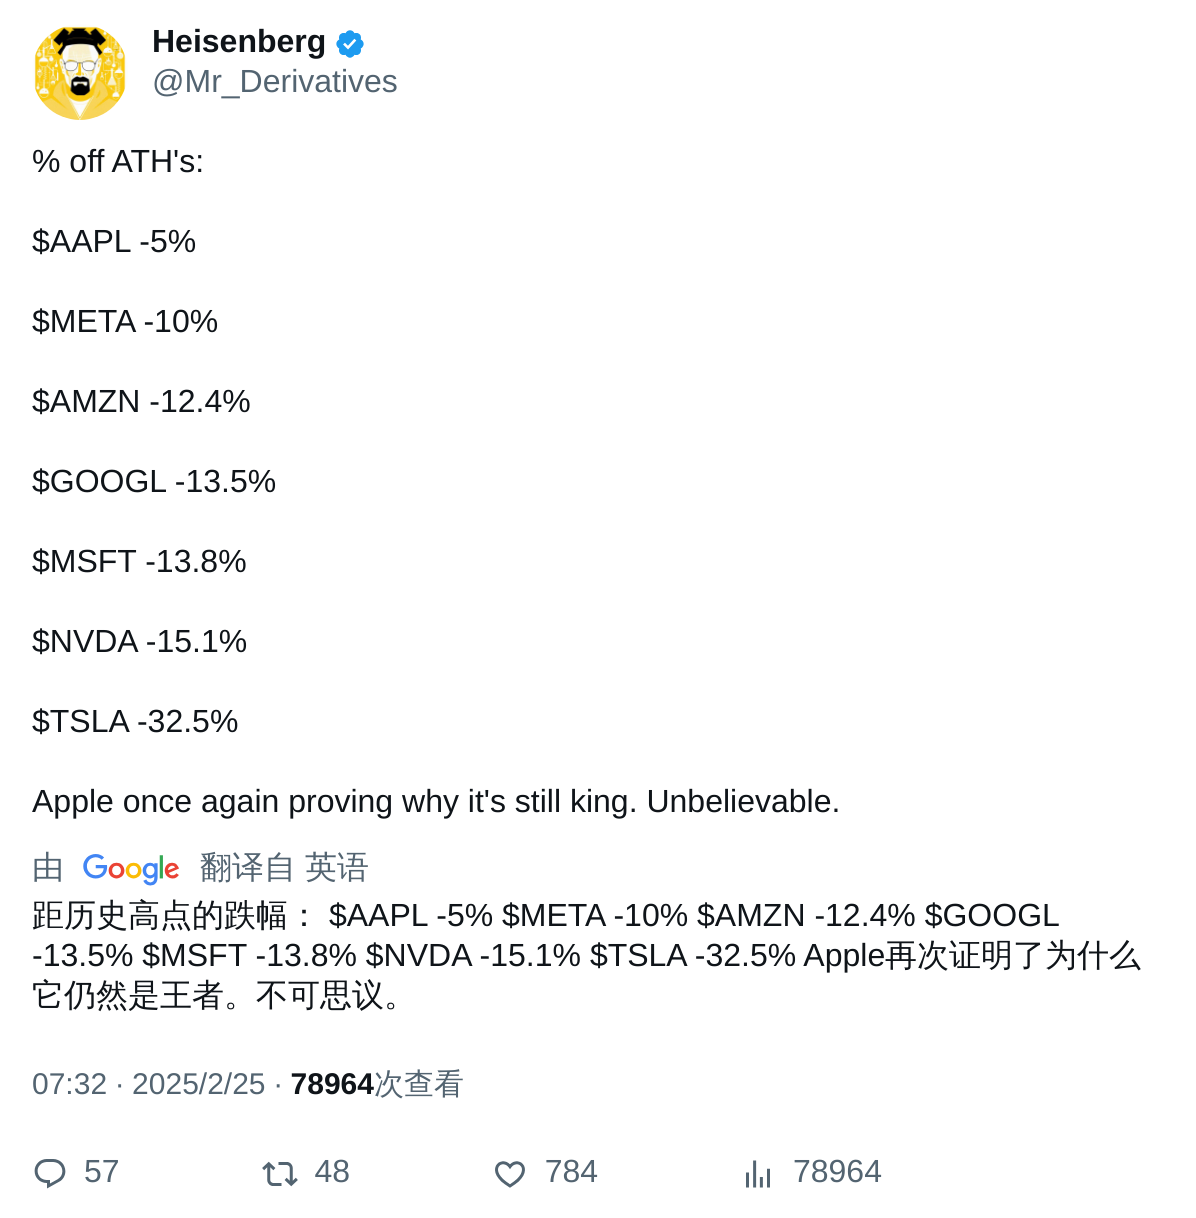 Heisenberg
@Mr_Derivatives
% off ATH's:
$AAPL -5%
$META -10%
$AMZN -12.4%
$GOOGL -13.5%
$MSFT -13.8%
$NVDA -15.1%
$TSLA -32.5%
Apple once again proving why it's still king. Unbelievable.
由 Google 翻译自 英语
距历史高点的跌幅： $AAPL -5% $META -10% $AMZN -12.4% $GOOGL
-13.5% $MSFT -13.8% $NVDA -15.1% $TSLA -32.5% Apple再次证明了为什么
它仍然是王者。不可思议。
07:32 · 2025/2/25 · 78964次查看
57 48 784 78964